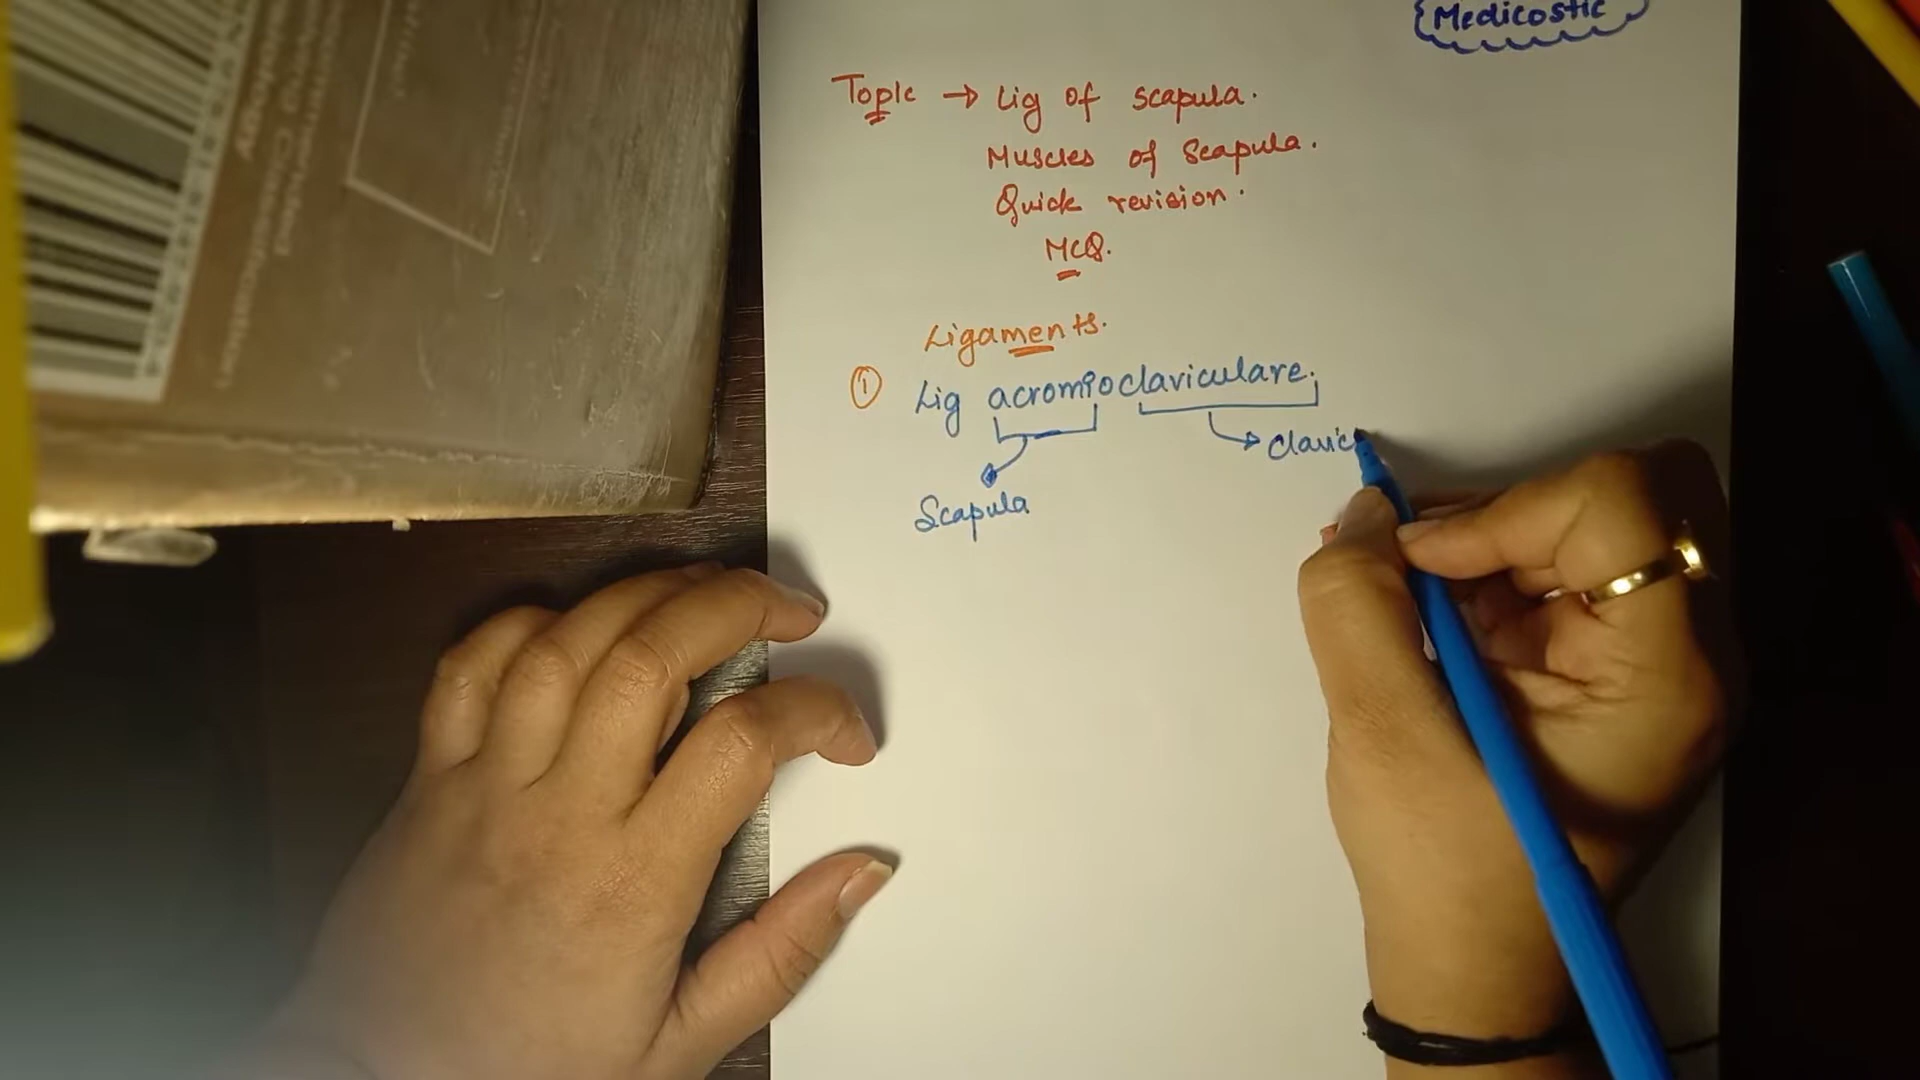 Medicostic
Topic → Lig of scapula.
Muscles of Scapula.
Quick revision.
MCQ.
Ligaments.
① Lig acromioclaviculare.
→ Clavic
Scapula